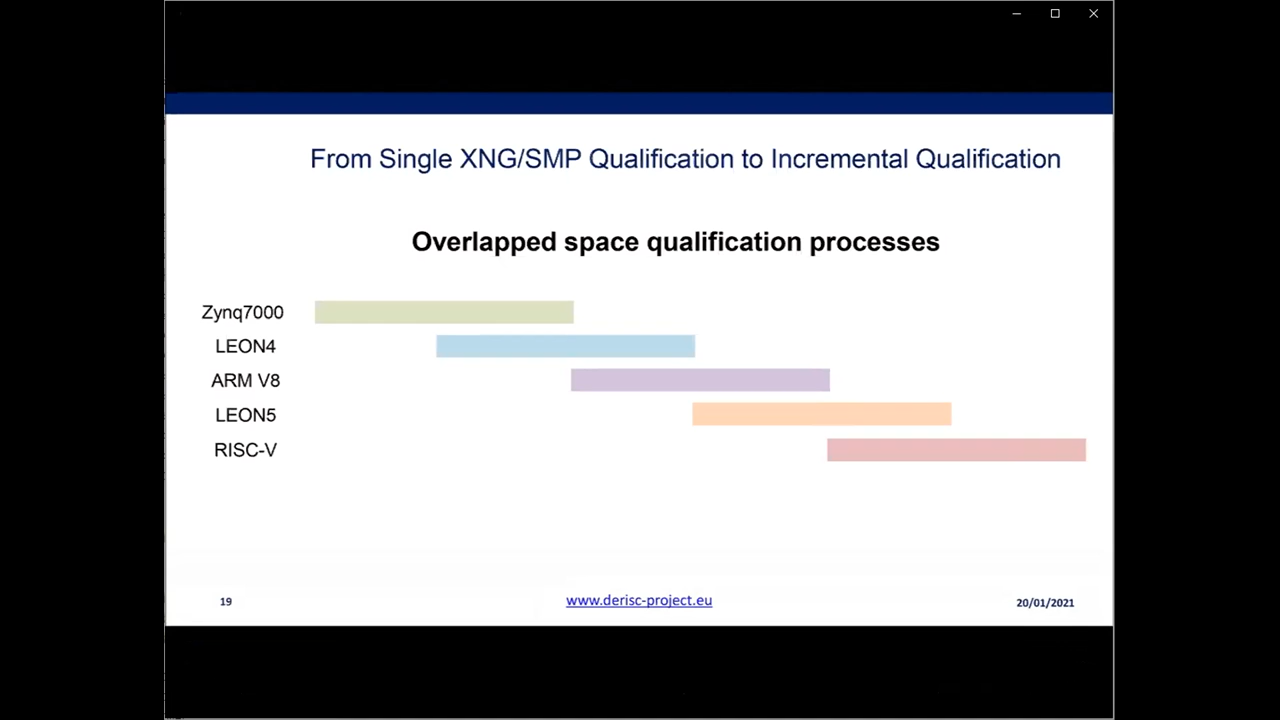 From Single XNG/SMP Qualification to Incremental Qualification
Overlapped space qualification processes
Zynq7000
LEON4
ARM V8
LEON5
RISC-V
19
www.derisc-project.eu
20/01/2021